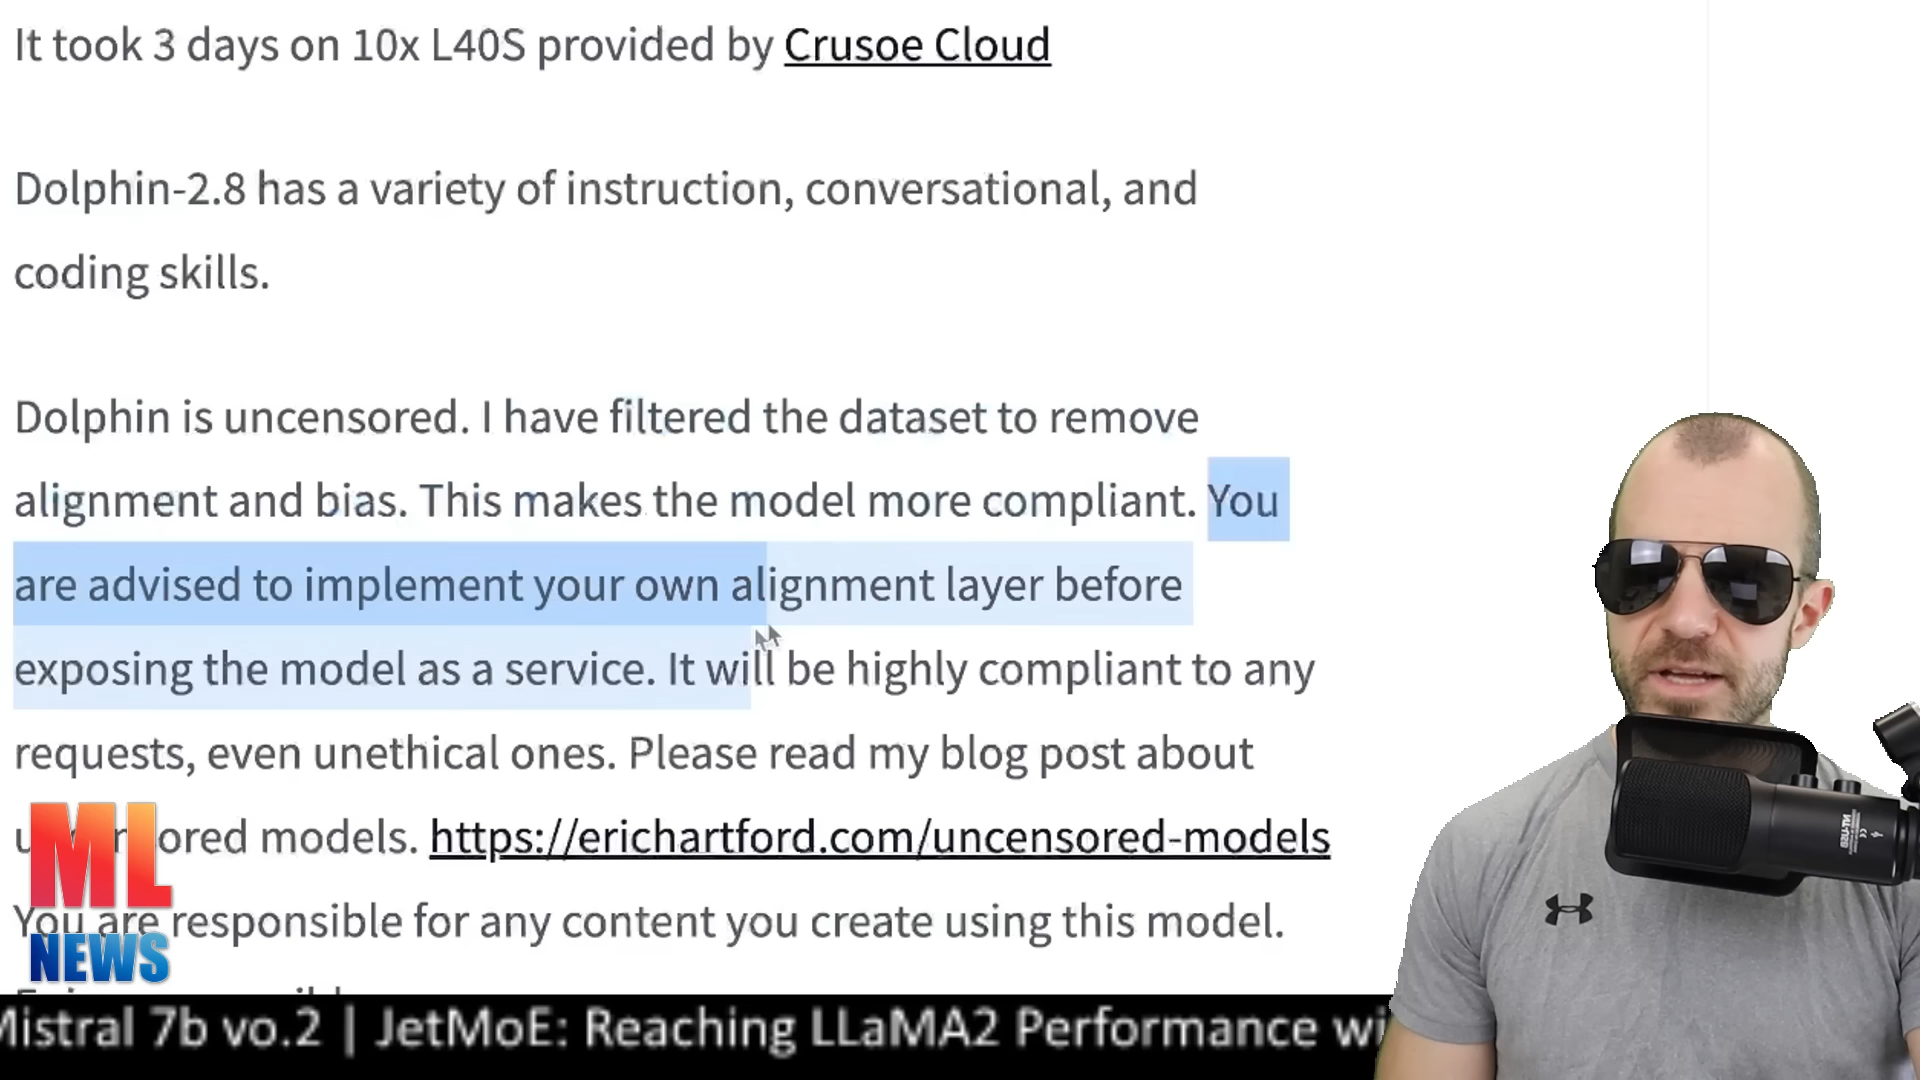 It took 3 days on 10x L40S provided by Crusoe Cloud
Dolphin-2.8 has a variety of instruction, conversational, and
coding skills.
Dolphin is uncensored. I have filtered the dataset to remove
alignment and bias. This makes the model more compliant. You
are advised to implement your own alignment layer before
exposing the model as a service. It will be highly compliant to any
requests, even unethical ones. Please read my blog post about
models. https://erichartford.com/uncensored-models
You are responsible for any content you create using this model.
ML
NEWS
Mistral 7b vo.2 | JetMoE: Reaching LLaMA2 Performance